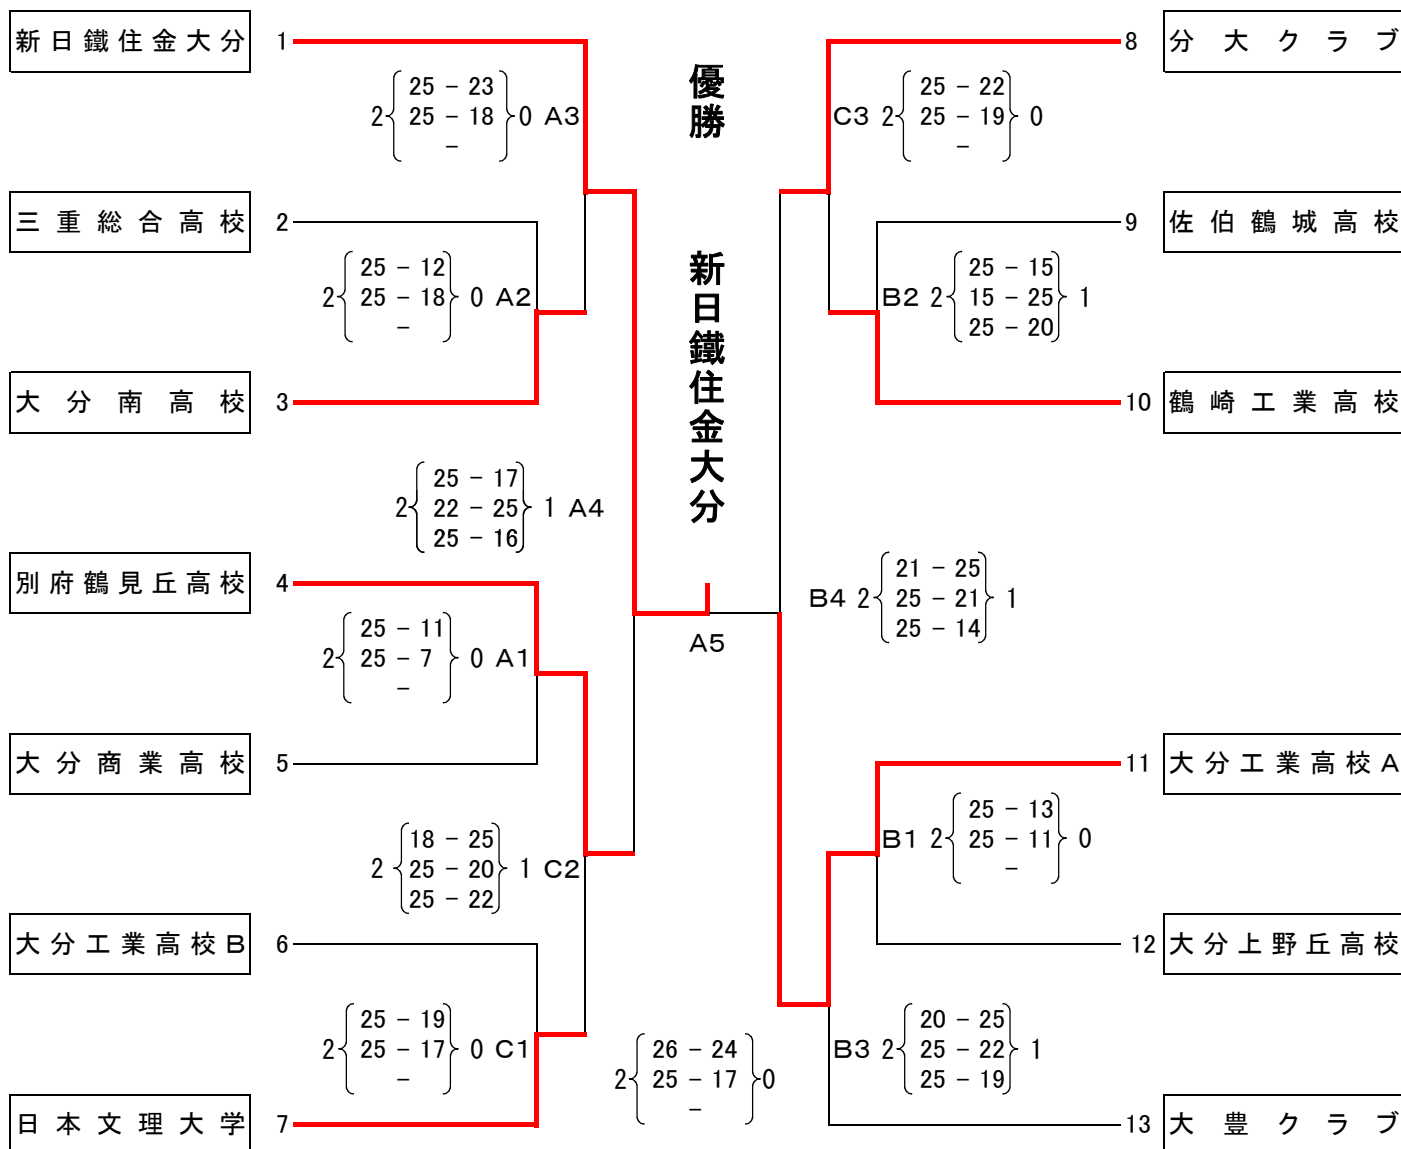 新日鐵住金大分 1
25 - 23
2 25 - 18 0 A3
-
三重総合高校 2
25 - 12
2 25 - 18 0 A2
-
大分南高校 3
25 - 17
2 22 - 25 1 A4
25 - 16
別府鶴見丘高校 4
25 - 11
2 25 - 7 0 A1
-
大分商業高校 5
18 - 25
2 25 - 20 1 C2
25 - 22
大分工業高校B 6
25 - 19
2 25 - 17 0 C1
-
日本文理大学 7
優勝 新日鐵住金大分
A5
26 - 24
2 25 - 17 0
-
8 分大クラブ
25 - 22
C3 2 25 - 19 0
-
9 佐伯鶴城高校
25 - 15
B2 2 15 - 25 1
25 - 20
10 鶴崎工業高校
21 - 25
B4 2 25 - 21 1
25 - 14
11 大分工業高校A
25 - 13
B1 2 25 - 11 0
-
12 大分上野丘高校
20 - 25
B3 2 25 - 22 1
25 - 19
13 大豊クラブ